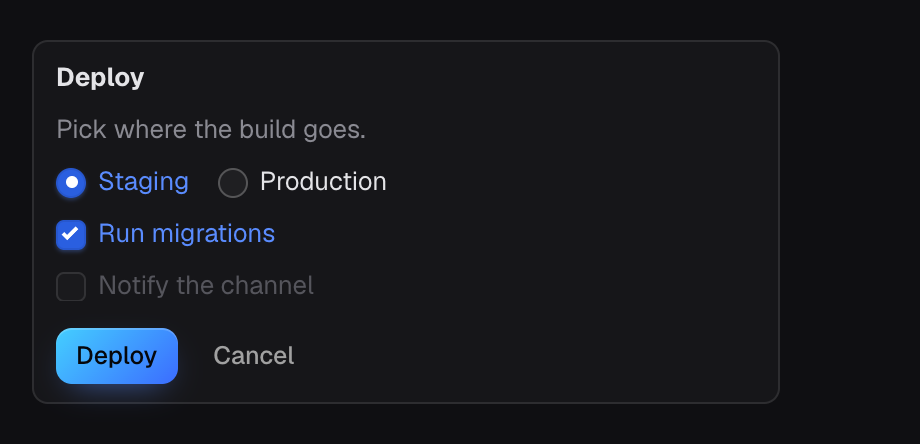 Deploy
Pick where the build goes.
Staging Production
Run migrations
Notify the channel
Deploy Cancel